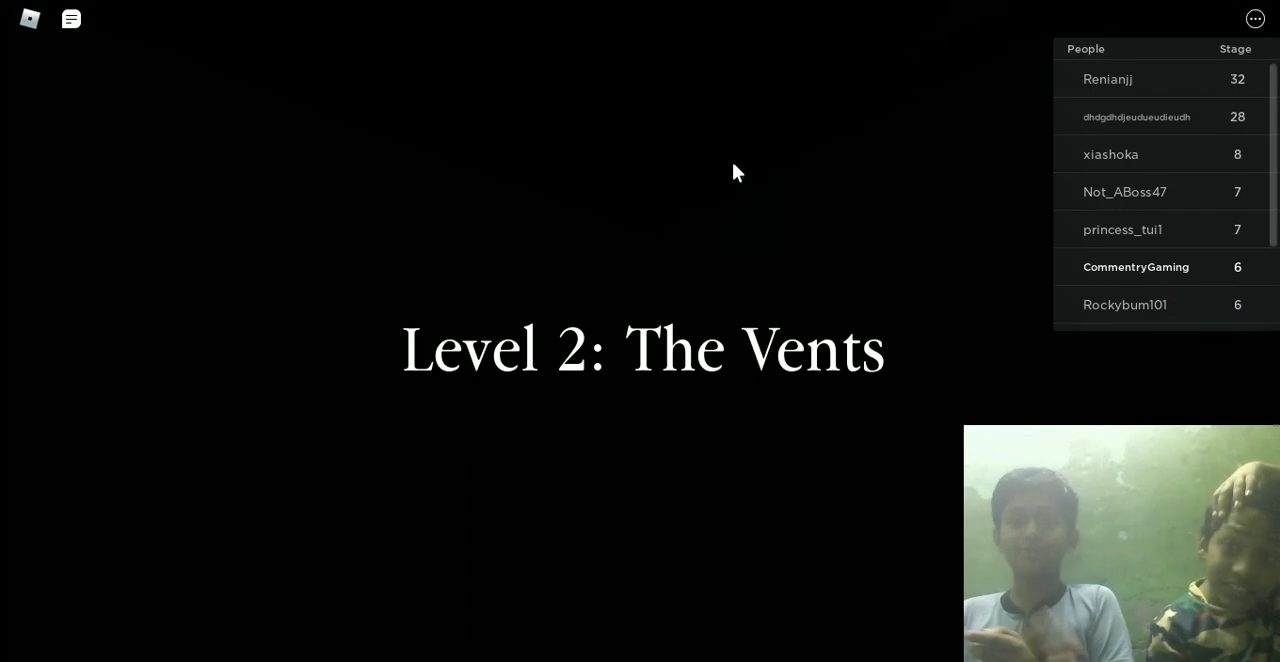 People Stage
Renianjj 32
dhdgdhdjeudueudieudh 28
xiashoka 8
Not_ABoss47 7
princess_tui1 7
CommentryGaming 6
Rockybum101 6
Level 2: The Vents